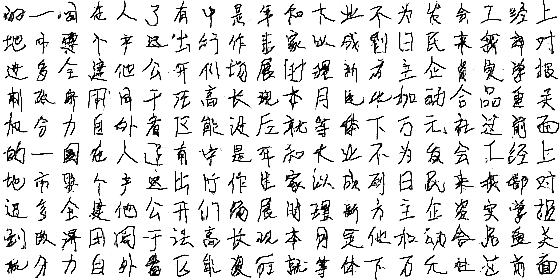 的一国在人了有中是年和大业不为发会工经上
地市要个产这出行作生家以成到日民来我部对
进多全建他公开们场展时理新方主企资实学报
制政济用同于法高长现本月定化加动合品重关
机分力自外者区能设后就等体下万元社过前面
的一国在人了有中是年和大业不为发会工经上
地市要个产这出行作生家以成到日民来我部对
进多全建他公开们场展时理新方主企资实学报
制政济用同于法高长现本月定化加动合品重关
机分力自外者区能设后就等体下万元社过前面